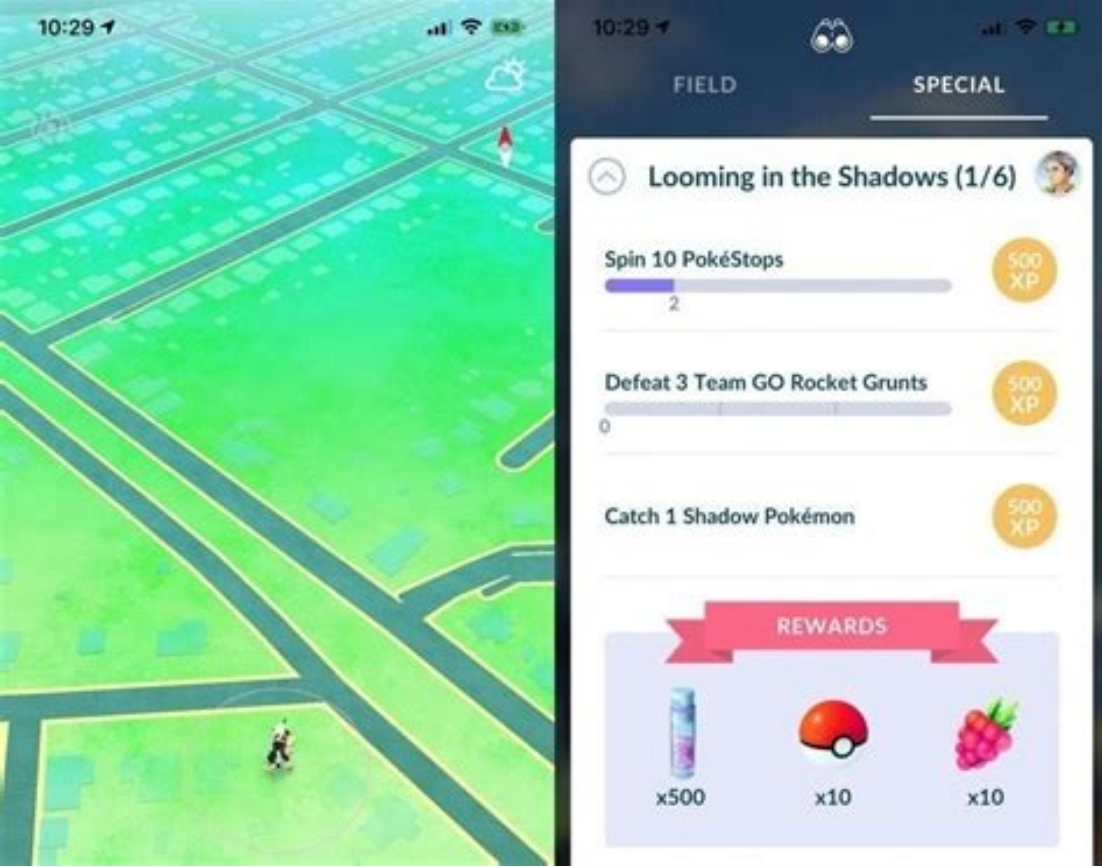 10:29
10:29
FIELD
SPECIAL
Looming in the Shadows (1/6)
Spin 10 PokéStops
500
XP
2
Defeat 3 Team GO Rocket Grunts
500
XP
0
Catch 1 Shadow Pokémon
500
XP
REWARDS
x500
x10
x10